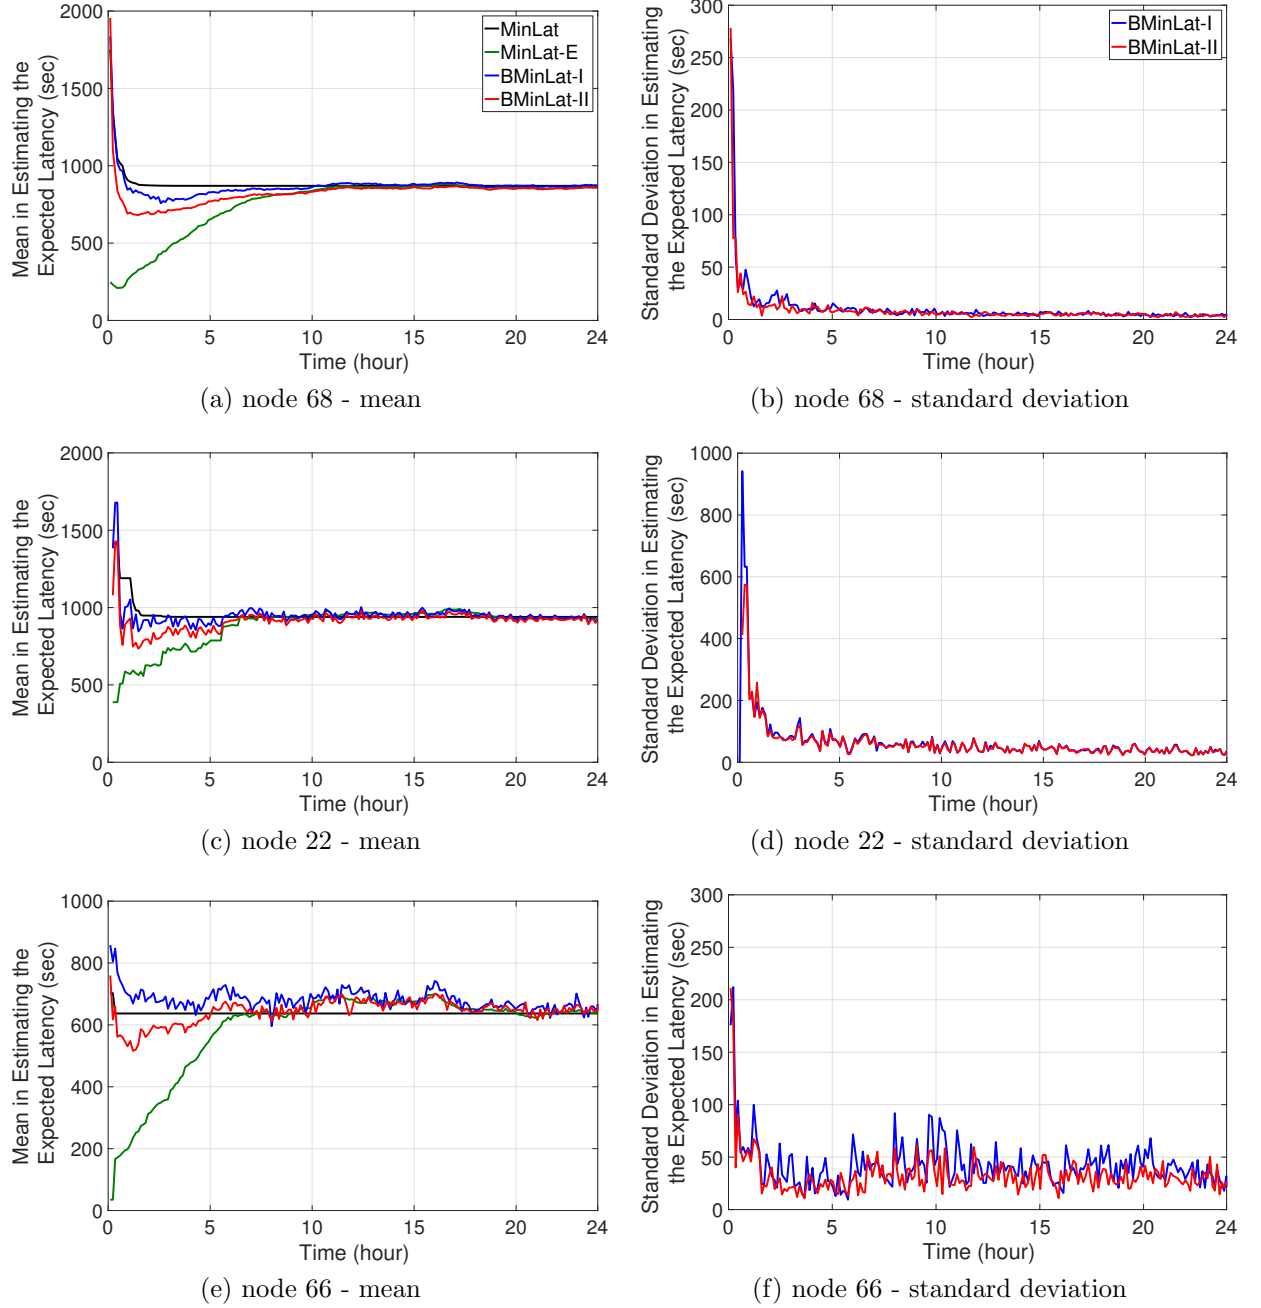 2000
1500
1000
500
0
0 5 10 15 20 24
Mean in Estimating the
Expected Latency (sec)
Time (hour)
MinLat
MinLat-E
BMinLat-I
BMinLat-II
(a) node 68 - mean
300
250
200
150
100
50
0
0 5 10 15 20 24
Standard Deviation in Estimating
the Expected Latency (sec)
Time (hour)
BMinLat-I
BMinLat-II
(b) node 68 - standard deviation
2000
1500
1000
500
0
0 5 10 15 20 24
Mean in Estimating the
Expected Latency (sec)
Time (hour)
(c) node 22 - mean
1000
800
600
400
200
0
0 5 10 15 20 24
Standard Deviation in Estimating
the Expected Latency (sec)
Time (hour)
(d) node 22 - standard deviation
1000
800
600
400
200
0
0 5 10 15 20 24
Mean in Estimating the
Expected Latency (sec)
Time (hour)
(e) node 66 - mean
300
250
200
150
100
50
0
0 5 10 15 20 24
Standard Deviation in Estimating
the Expected Latency (sec)
Time (hour)
(f) node 66 - standard deviation